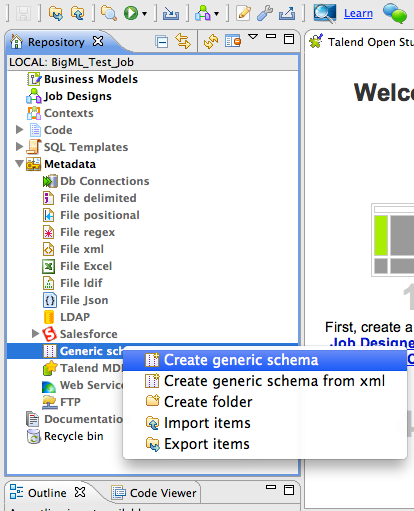 Learn
Repository
Talend Open Stu
LOCAL: BigML_Test_Job
Business Models
Job Designs
Contexts
Code
SQL Templates
Metadata
Db Connections
File delimited
File positional
File regex
File xml
File Excel
File ldif
File Json
LDAP
Salesforce
Generic sch
Talend MD
Web Service
FTP
Documentatio
Recycle bin
Create generic schema
Create generic schema from xml
Create folder
Import items
Export items
Welco
1
First, create a
Job Designe
Outline
Code Viewer